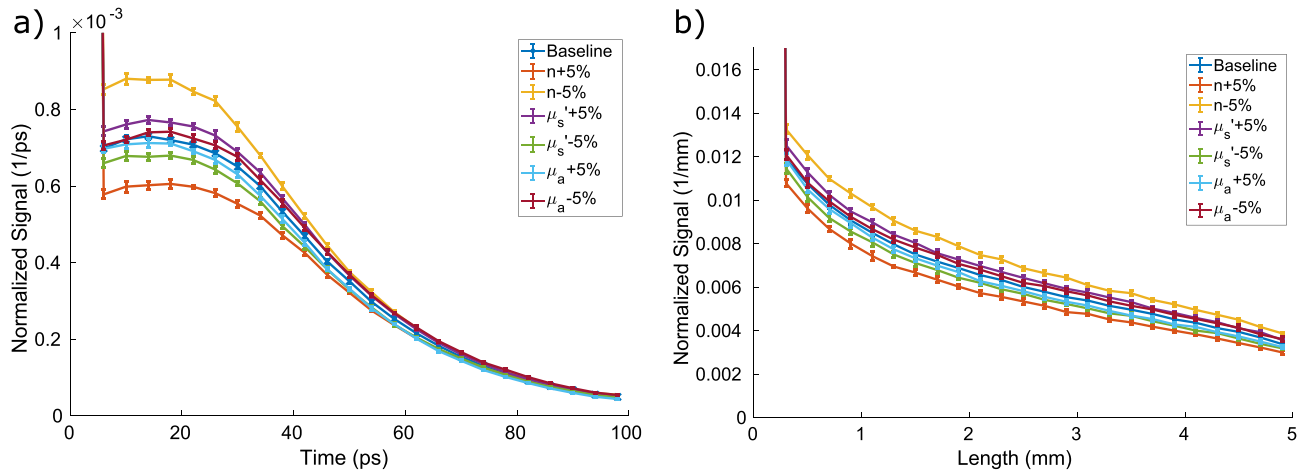 a)
×10⁻³
1
0.8
0.6
0.4
0.2
0
0 20 40 60 80 100
Normalized Signal (1/ps)
Time (ps)
Baseline
n+5%
n-5%
μs'+5%
μs'-5%
μa+5%
μa-5%
b)
0.016
0.014
0.012
0.01
0.008
0.006
0.004
0.002
0
0 1 2 3 4 5
Normalized Signal (1/mm)
Length (mm)
Baseline
n+5%
n-5%
μs'+5%
μs'-5%
μa+5%
μa-5%